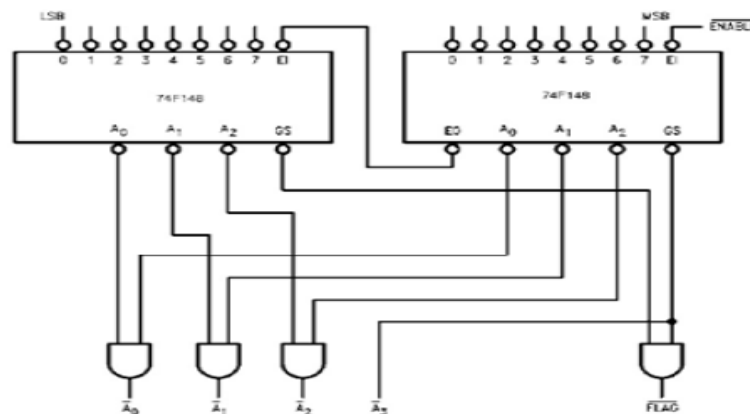 LSB MSB ENABLE
0 1 2 3 4 5 6 7 EI 0 1 2 3 4 5 6 7 EI
74F148 74F148
A0 A1 A2 GS EO A0 A1 A2 GS
A0 A1 A2 A3 FLAG